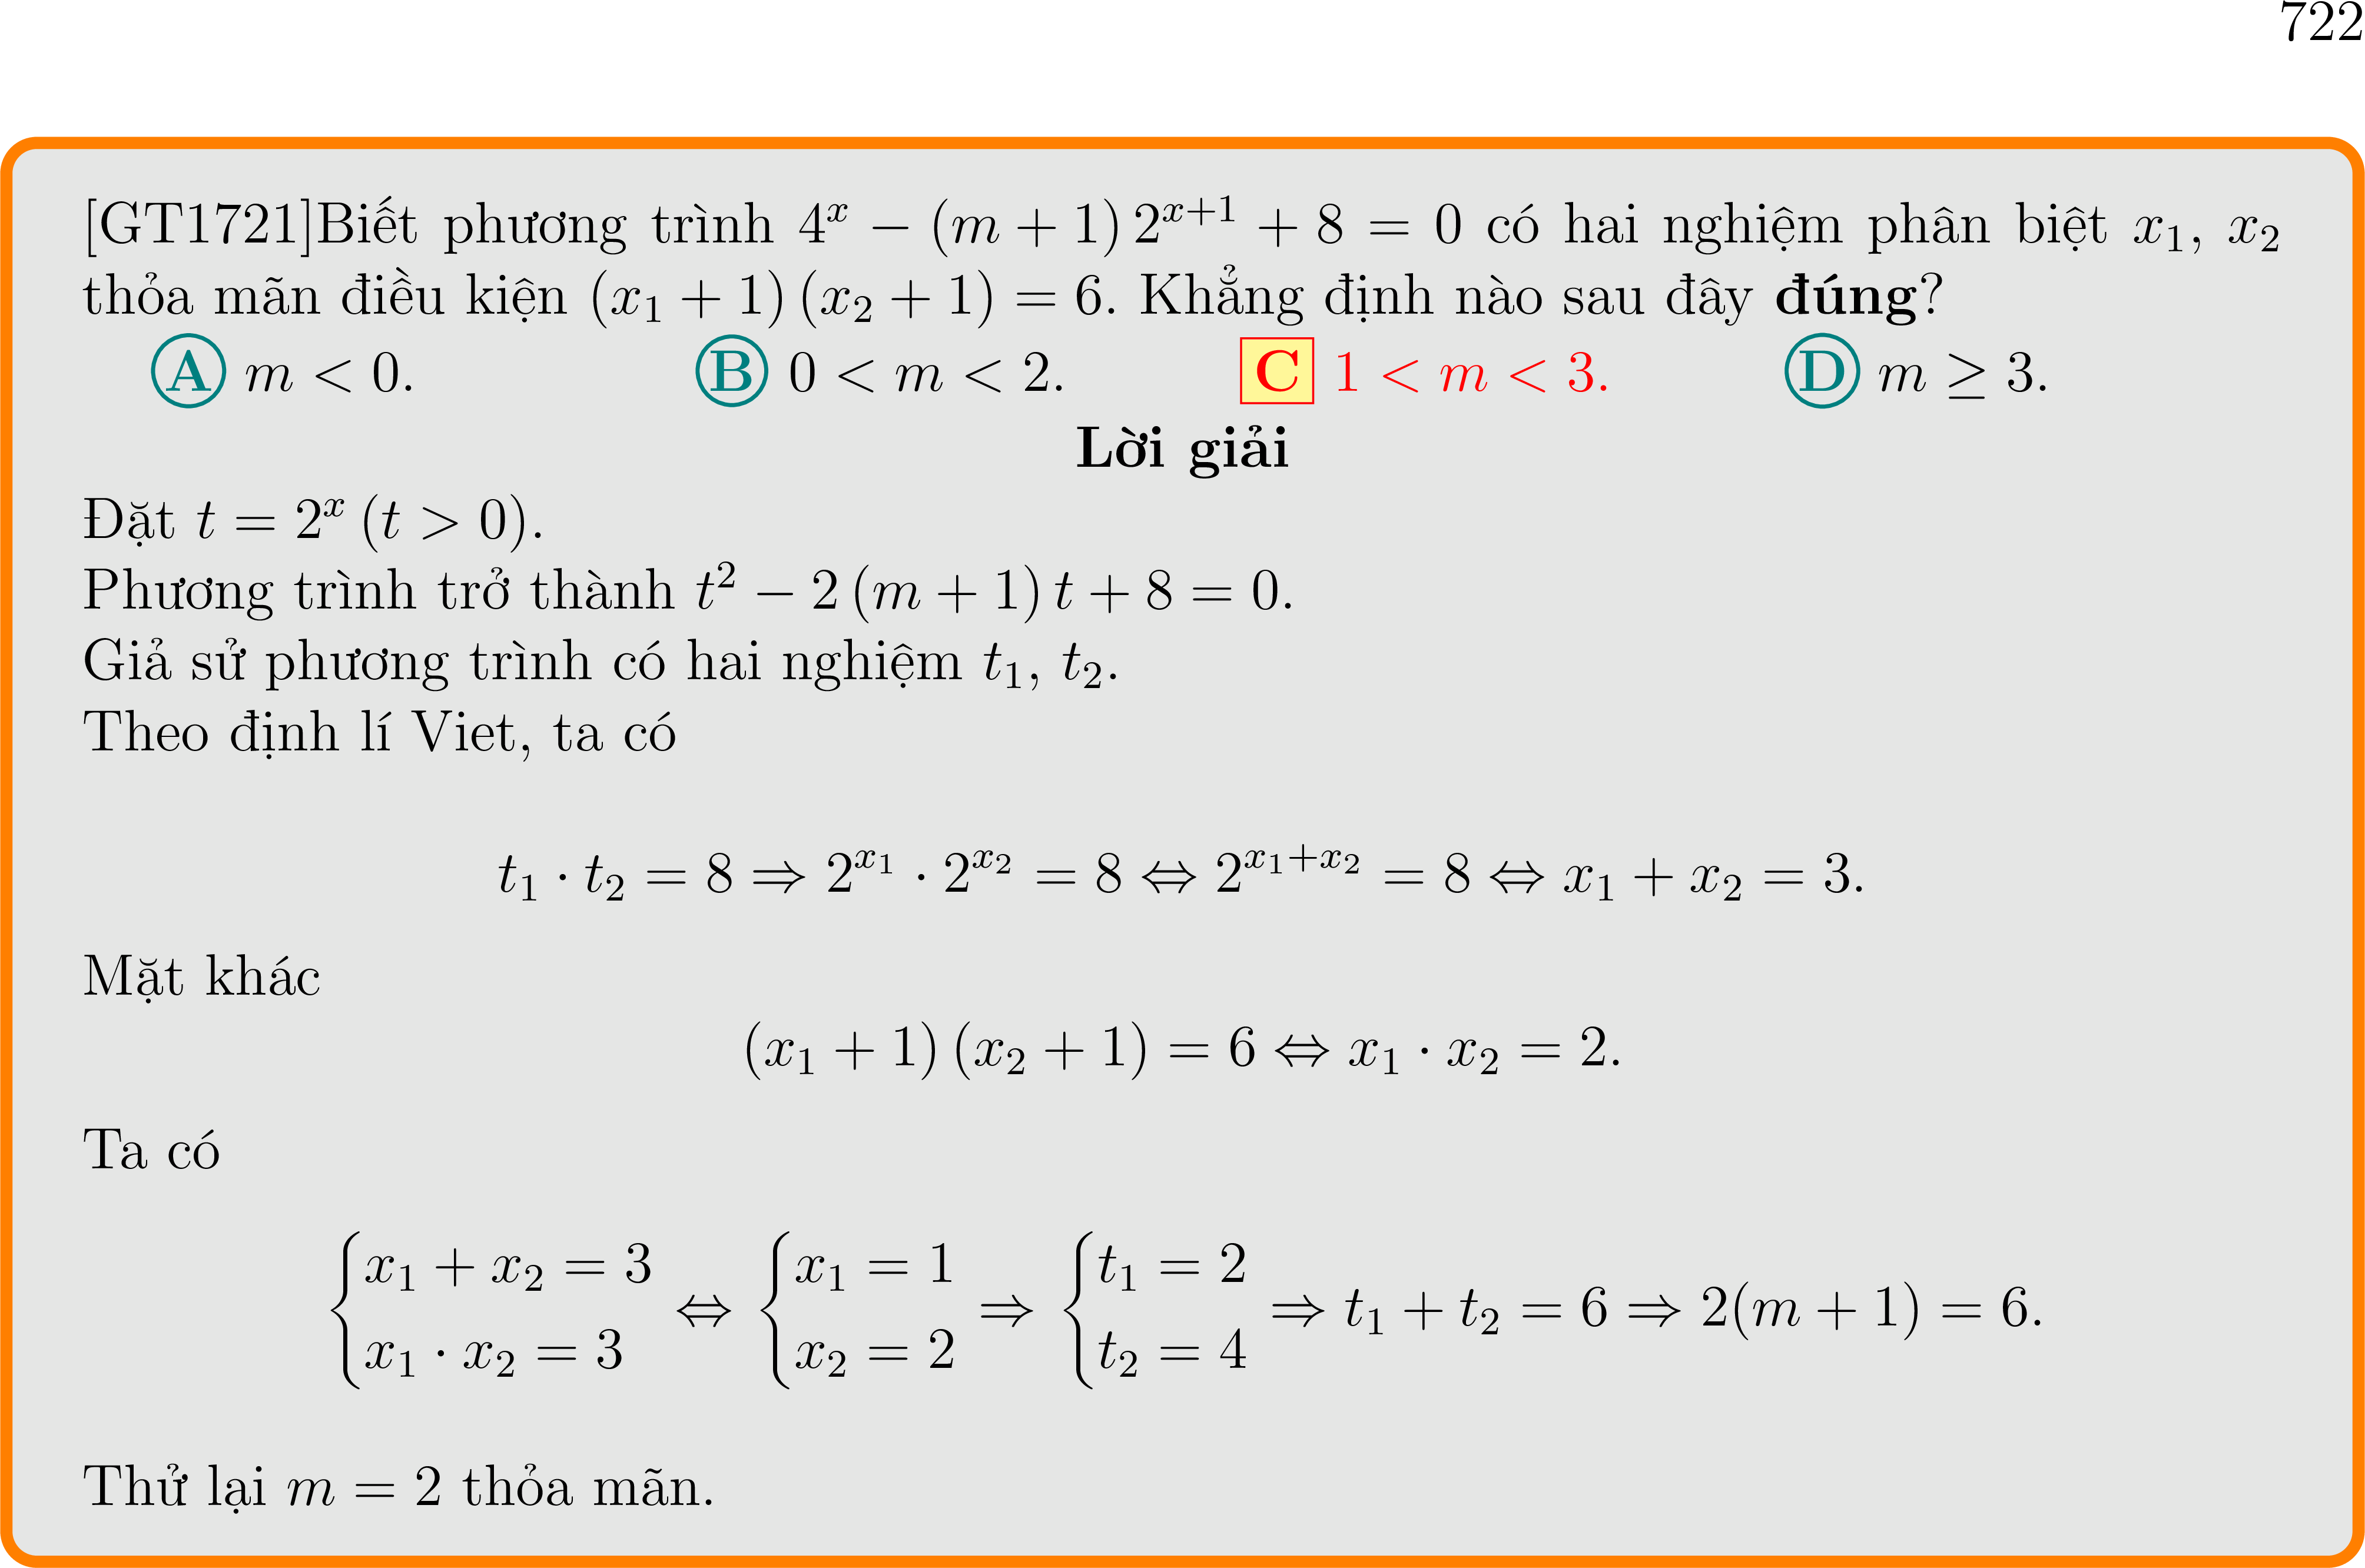 722
[GT1721]Biết phương trình $4^x - (m + 1) 2^{x+1} + 8 = 0$ có hai nghiệm phân biệt $x_1$, $x_2$
thỏa mãn điều kiện $(x_1 + 1) (x_2 + 1) = 6$. Khẳng định nào sau đây đúng?
A $m < 0$. B $0 < m < 2$. C $1 < m < 3$. D $m \geq 3$.
Lời giải
Đặt $t = 2^x (t > 0)$.
Phương trình trở thành $t^2 - 2 (m + 1) t + 8 = 0$.
Giả sử phương trình có hai nghiệm $t_1$, $t_2$.
Theo định lí Viet, ta có
$t_1 \cdot t_2 = 8 \Rightarrow 2^{x_1} \cdot 2^{x_2} = 8 \Leftrightarrow 2^{x_1+x_2} = 8 \Leftrightarrow x_1 + x_2 = 3.$
Mặt khác
$(x_1 + 1) (x_2 + 1) = 6 \Leftrightarrow x_1 \cdot x_2 = 2.$
Ta có
$\begin{cases} x_1 + x_2 = 3 \\ x_1 \cdot x_2 = 3 \end{cases} \Leftrightarrow \begin{cases} x_1 = 1 \\ x_2 = 2 \end{cases} \Rightarrow \begin{cases} t_1 = 2 \\ t_2 = 4 \end{cases} \Rightarrow t_1 + t_2 = 6 \Rightarrow 2(m + 1) = 6.$
Thử lại $m = 2$ thỏa mãn.